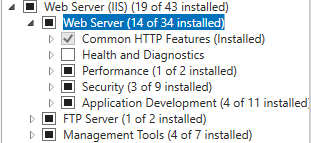 Web Server (IIS) (19 of 43 installed)
Web Server (14 of 34 installed)
Common HTTP Features (Installed)
Health and Diagnostics
Performance (1 of 2 installed)
Security (3 of 9 installed)
Application Development (4 of 11 installed)
FTP Server (1 of 2 installed)
Management Tools (4 of 7 installed)